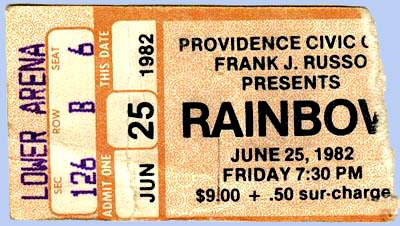 LOWER ARENA
SEC 126 ROW B SEAT 6
ADMIT ONE THIS DATE
JUN 25 1982
PROVIDENCE CIVIC
FRANK J. RUSSO
PRESENTS
RAINBOW
JUNE 25, 1982
FRIDAY 7:30 PM
$9.00 + .50 sur-charge